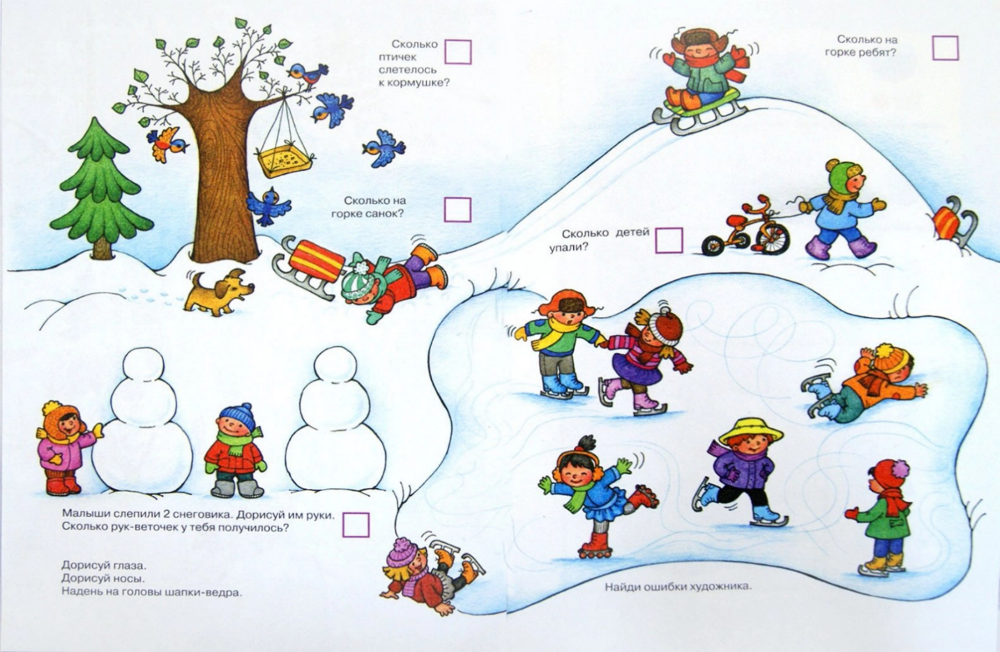 Сколько
птичек
слетелось
к кормушке?
Сколько на
горке ребят?
Сколько на
горке санок?
Сколько детей
упали?
Малыши слепили 2 снеговика. Дорисуй им руки.
Сколько рук-веточек у тебя получилось?
Дорисуй глаза.
Дорисуй носы.
Надень на головы шапки-ведра.
Найди ошибки художника.